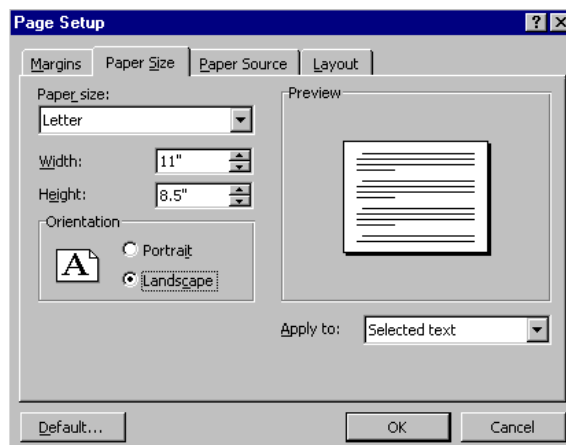 Page Setup
Margins Paper Size Paper Source Layout
Paper size:
Letter
Width: 11"
Height: 8.5"
Orientation
A
Portrait
Landscape
Preview
Apply to: Selected text
Default... OK Cancel